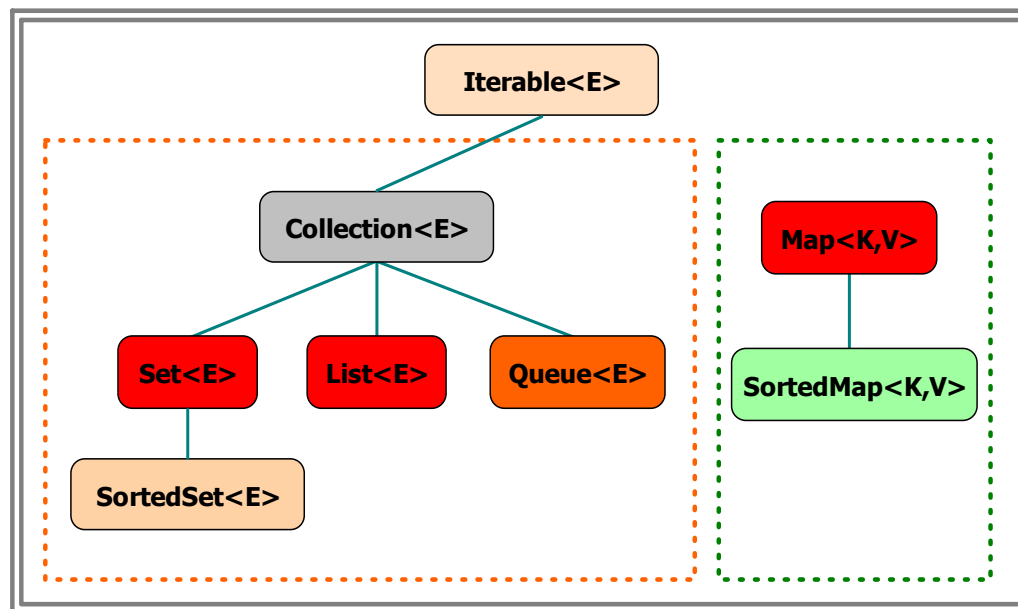 Iterable<E>
Collection<E>
Map<K,V>
Set<E>
List<E>
Queue<E>
SortedMap<K,V>
SortedSet<E>